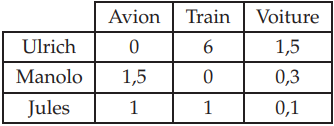 Avion Train Voiture
Ulrich 0 6 1,5
Manolo 1,5 0 0,3
Jules 1 1 0,1